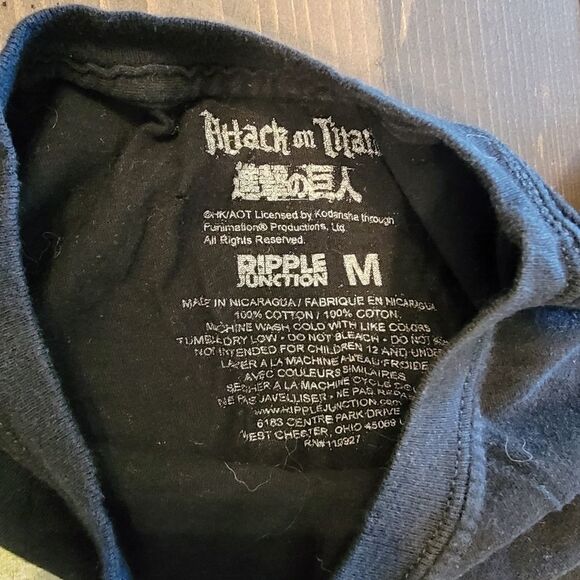 Attack on Titan
進撃の巨人
©HK/AOT Licensed by Kodansha through
Funimation® Productions, Ltd.
All Rights Reserved.
RIPPLE JUNCTION M
MADE IN NICARAGUA / FABRIQUE EN NICARAGUA
100% COTTON / 100% COTON
MACHINE WASH COLD WITH LIKE COLORS
TUMBLE DRY LOW • DO NOT BLEACH • DO NOT
NOT INTENDED FOR CHILDREN 12 AND UNDER
LAVER A LA MACHINE A L'EAU FROIDE
AVEC COULEURS SIMILAIRES
SECHER A LA MACHINE CYCLE
NE PAS JAVELLISER • NE PAS
www.RIPPLEJUNCTION.com
6183 CENTRE PARK DRIVE
WEST CHESTER, OHIO 45069
RN#110927